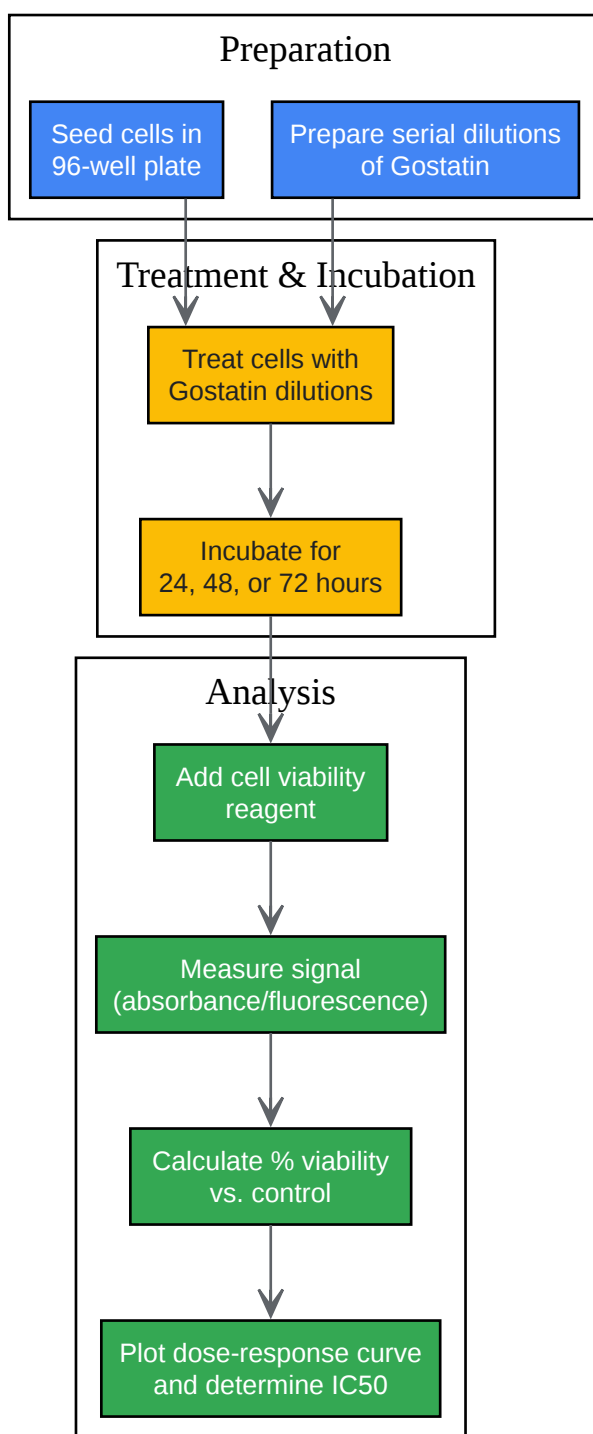 Preparation
Seed cells in
96-well plate
Prepare serial dilutions
of Gostatin
Treatment & Incubation
Treat cells with
Gostatin dilutions
Incubate for
24, 48, or 72 hours
Analysis
Add cell viability
reagent
Measure signal
(absorbance/fluorescence)
Calculate % viability
vs. control
Plot dose-response curve
and determine IC50